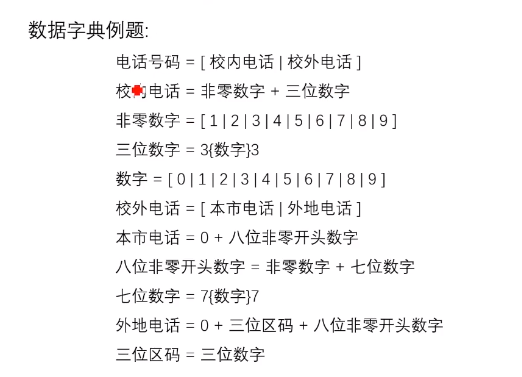 数据字典例题:
电话号码 = [ 校内电话 | 校外电话 ]
校内电话 = 非零数字 + 三位数字
非零数字 = [ 1 | 2 | 3 | 4 | 5 | 6 | 7 | 8 | 9 ]
三位数字 = 3{数字}3
数字 = [ 0 | 1 | 2 | 3 | 4 | 5 | 6 | 7 | 8 | 9 ]
校外电话 = [ 本市电话 | 外地电话 ]
本市电话 = 0 + 八位非零开头数字
八位非零开头数字 = 非零数字 + 七位数字
七位数字 = 7{数字}7
外地电话 = 0 + 三位区码 + 八位非零开头数字
三位区码 = 三位数字